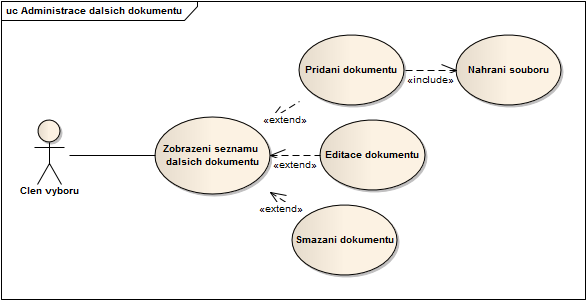 uc Administrace dalsich dokumentu
Pridani dokumentu
Nahrani souboru
«include»
«extend»
Zobrazeni seznamu
dalsich dokumentu
Editace dokumentu
«extend»
Clen vyboru
«extend»
Smazani dokumentu